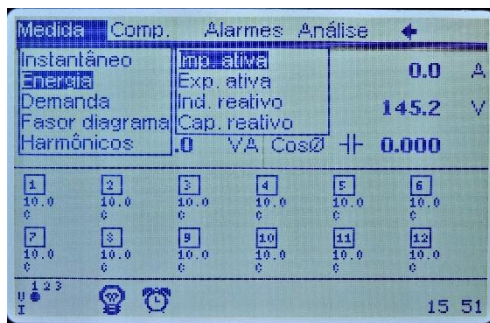 Medida Comp. Alarmes Análise
Instantâneo Imp. ativa 0.0 A
Energia Exp. ativa
Demanda Ind. reativo 145.2 V
Fasor diagrama Cap. reativo
Harmônicos .0 VA CosØ 0.000
1 2 3 4 5 6
10.0 10.0 10.0 10.0 10.0 10.0
C C C C C C
7 8 9 10 11 12
10.0 10.0 10.0 10.0 10.0 10.0
C C C C C C
1 2 3
U
I
15 51